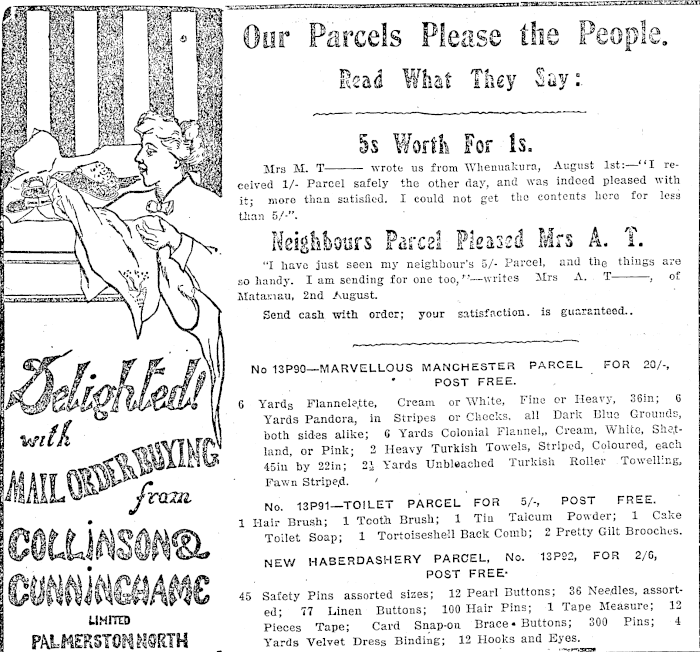 Our Parcels Please the People.
Read What They Say:
5s Worth For 1s.
Mrs M. T—— wrote us from Whenuakura, August 1st:—"I re-
ceived 1/- Parcel safely the other day, and was indeed pleased with
it; more than satisfied. I could not get the contents here for less
than 5/-".
Neighbours Parcel Pleased Mrs A. T.
"I have just seen my neighbour's 5/- Parcel, and the things are
so handy. I am sending for one too,"—writes Mrs A. T——, of
Matamau, 2nd August.
Send cash with order; your satisfaction. is guaranteed..
No 13P90—MARVELLOUS MANCHESTER PARCEL FOR 20/-,
POST FREE.
6 Yards Flannelette, Cream or White, Fine or Heavy, 36in; 6
Yards Pandora, in Stripes or Checks. all Dark Blue Grounds,
both sides alike; 6 Yards Colonial Flannel, Cream, White, Shet-
land, or Pink; 2 Heavy Turkish Towels, Striped, Coloured, each
45in by 22in; 2½ Yards Unbleached Turkish Roller Towelling,
Fawn Striped.
No. 13P91—TOILET PARCEL FOR 5/-, POST FREE.
1 Hair Brush; 1 Tooth Brush; 1 Tin Talcum Powder; 1 Cake
Toilet Soap; 1 Tortoiseshell Back Comb; 2 Pretty Gilt Brooches.
NEW HABERDASHERY PARCEL, No. 13P92, FOR 2/6,
POST FREE.
45 Safety Pins assorted sizes; 12 Pearl Buttons; 36 Needles, assort-
ed; 77 Linen Buttons; 100 Hair Pins; 1 Tape Measure; 12
Pieces Tape; Card Snap-on Brace Buttons; 300 Pins; 4
Yards Velvet Dress Binding; 12 Hooks and Eyes.
Delighted!
with
MAIL ORDER BUYING
from
COLLINSON &
CUNNINGHAME
LIMITED
PALMERSTON NORTH